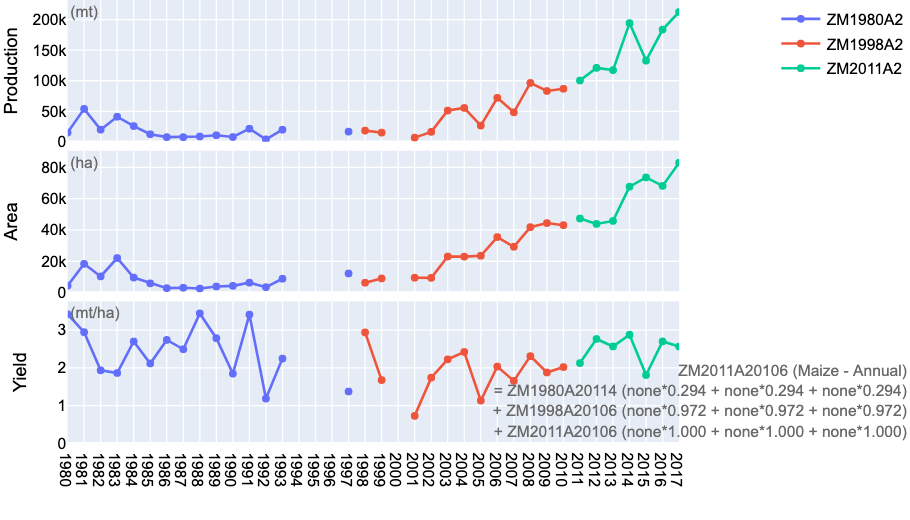 Production
(mt)
200k
150k
100k
50k
0
ZM1980A2
ZM1998A2
ZM2011A2
Area
(ha)
80k
60k
40k
20k
0
Yield
(mt/ha)
3
2
1
0
ZM2011A20106 (Maize - Annual)
= ZM1980A20114 (none*0.294 + none*0.294 + none*0.294)
+ ZM1998A20106 (none*0.972 + none*0.972 + none*0.972)
+ ZM2011A20106 (none*1.000 + none*1.000 + none*1.000)
1980
1981
1982
1983
1984
1985
1986
1987
1988
1989
1990
1991
1992
1993
1994
1995
1996
1997
1998
1999
2000
2001
2002
2003
2004
2005
2006
2007
2008
2009
2010
2011
2012
2013
2014
2015
2016
2017